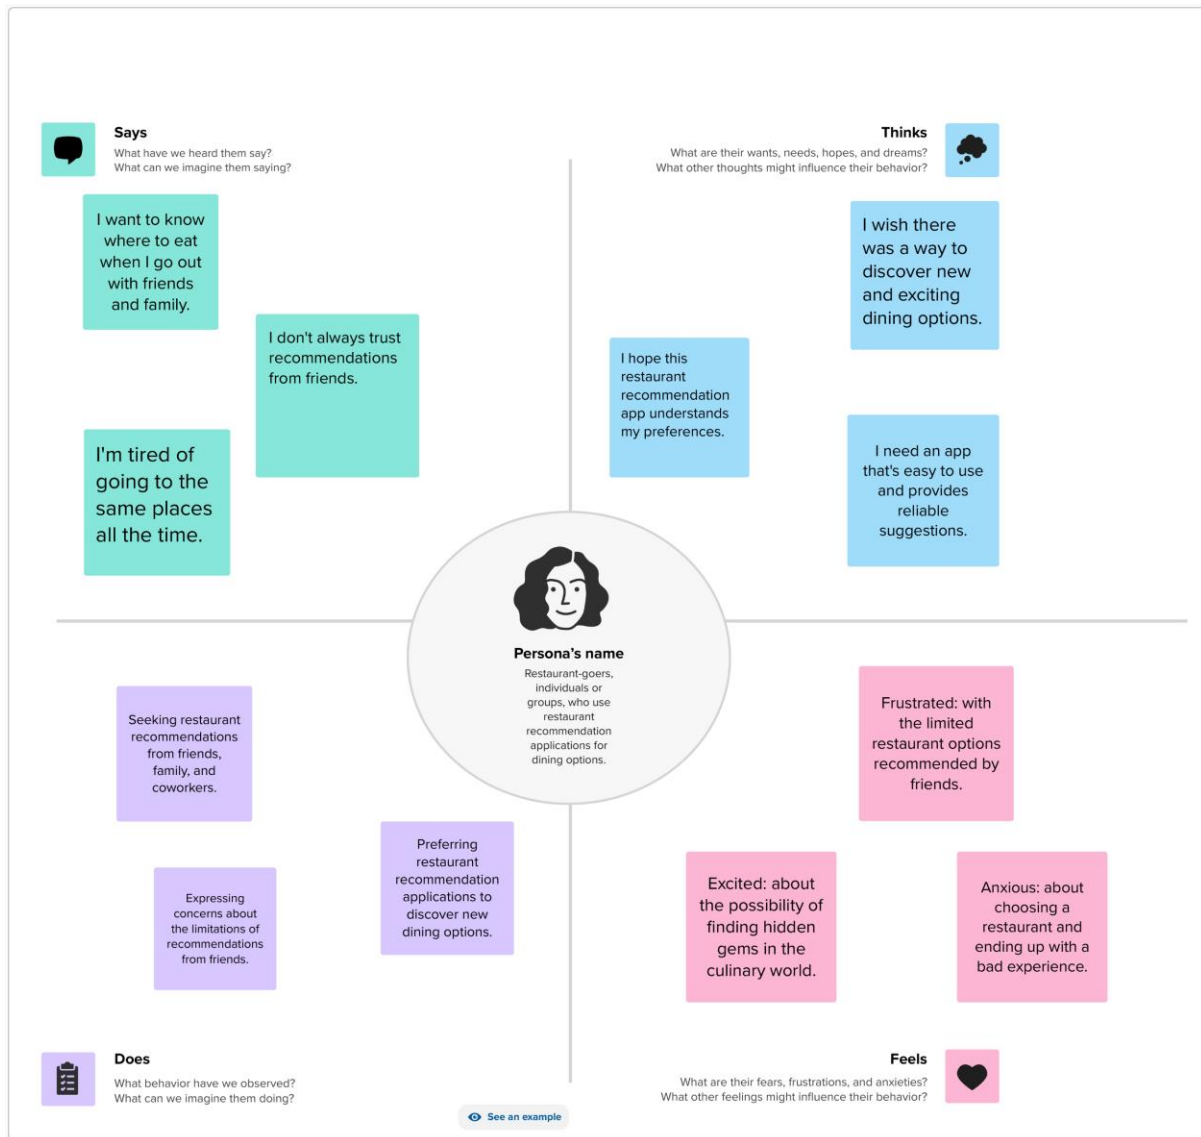 Says
What have we heard them say?
What can we imagine them saying?
I want to know
where to eat
when I go out
with friends
and family.
I don't always trust
recommendations
from friends.
I'm tired of
going to the
same places
all the time.
Thinks
What are their wants, needs, hopes, and dreams?
What other thoughts might influence their behavior?
I wish there
was a way to
discover new
and exciting
dining options.
I hope this
restaurant
recommendation
app understands
my preferences.
I need an app
that's easy to use
and provides
reliable
suggestions.
Persona's name
Restaurant-goers,
individuals or
groups, who use
restaurant
recommendation
applications for
dining options.
Seeking restaurant
recommendations
from friends,
family, and
coworkers.
Preferring
restaurant
recommendation
applications to
discover new
dining options.
Expressing
concerns about
the limitations of
recommendations
from friends.
Does
What behavior have we observed?
What can we imagine them doing?
Frustrated: with
the limited
restaurant options
recommended by
friends.
Excited: about
the possibility of
finding hidden
gems in the
culinary world.
Anxious: about
choosing a
restaurant and
ending up with a
bad experience.
Feels
What are their fears, frustrations, and anxieties?
What other feelings might influence their behavior?
See an example